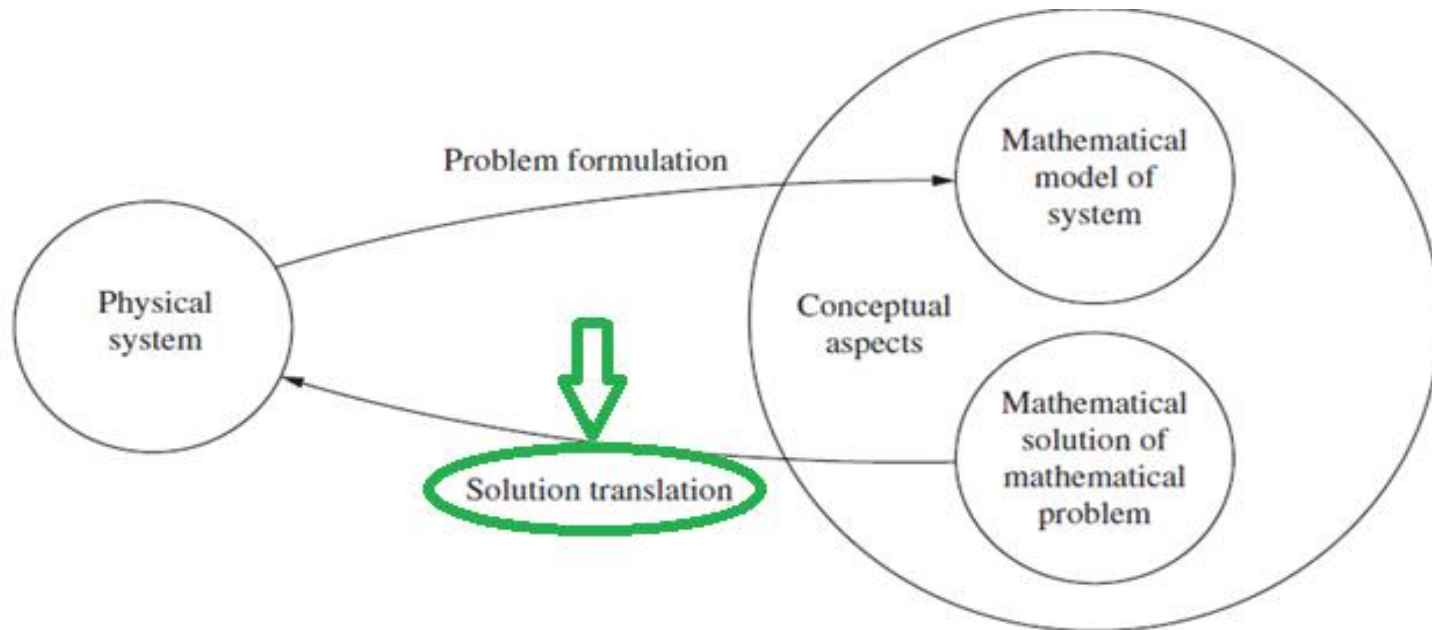 Problem formulation
Mathematical
model of
system
Physical
system
Conceptual
aspects
Solution translation
Mathematical
solution of
mathematical
problem